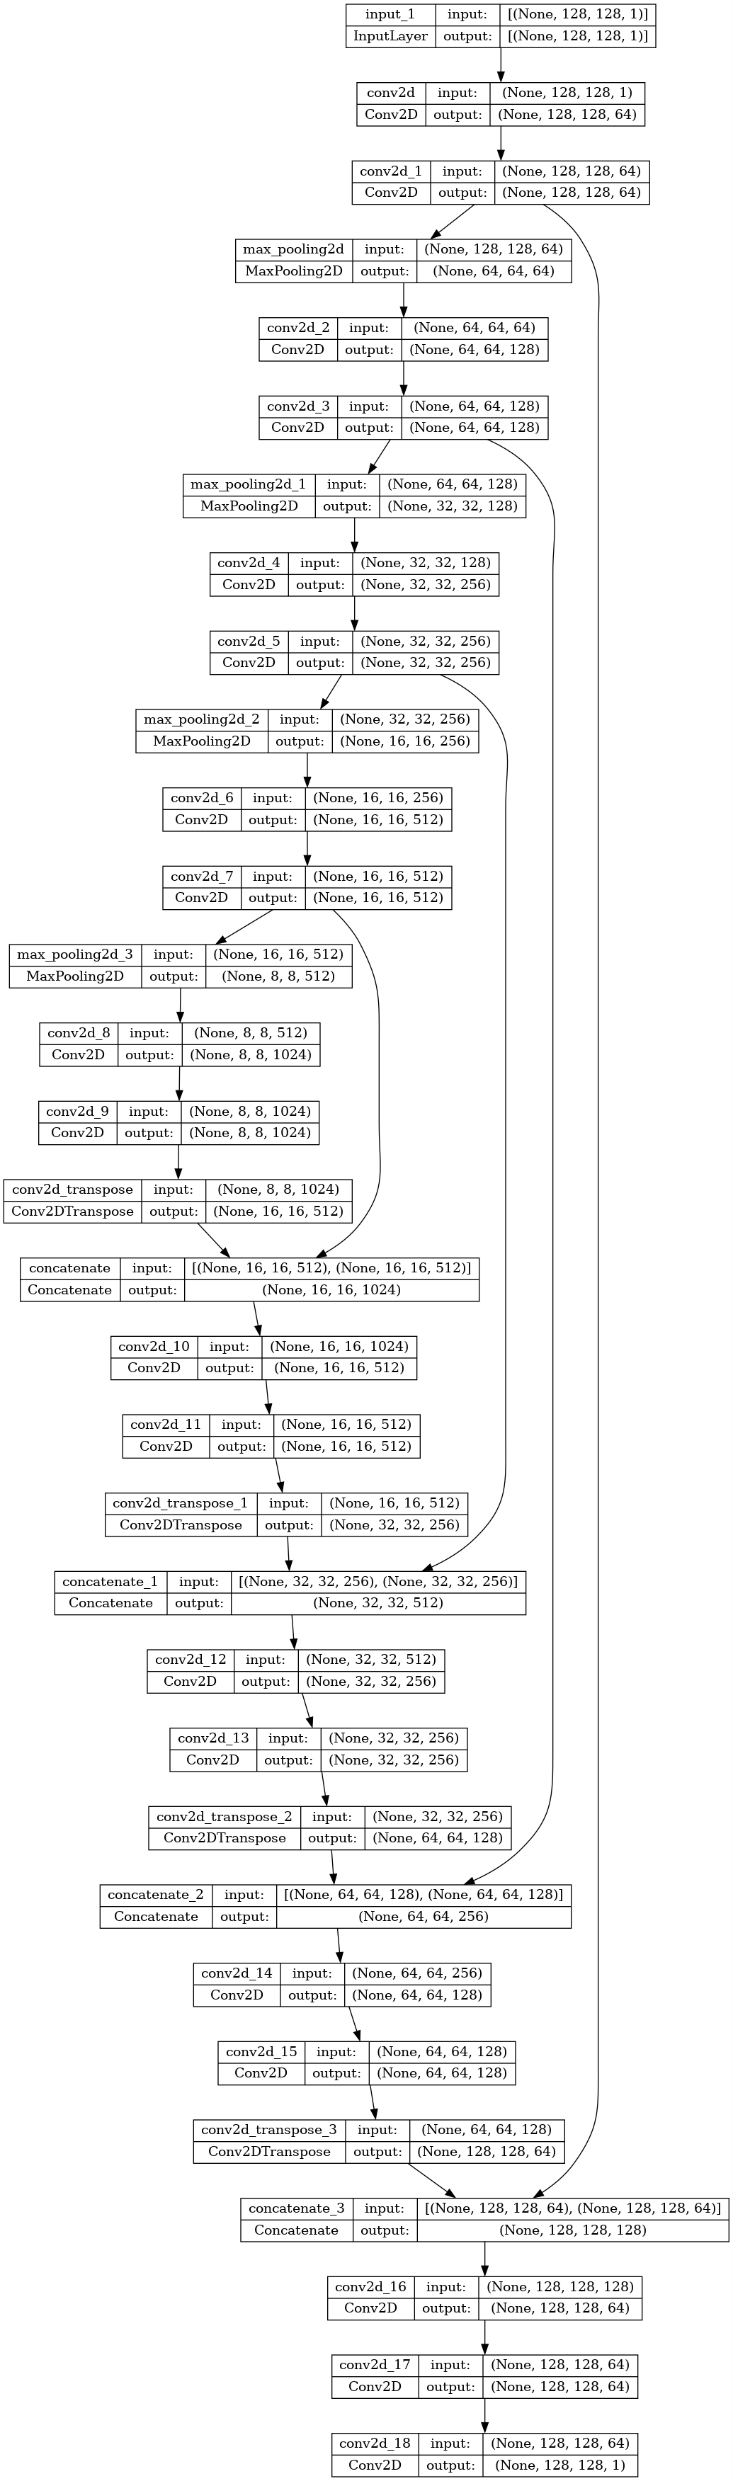 input_1 input: [(None, 128, 128, 1)]
InputLayer output: [(None, 128, 128, 1)]
conv2d input: (None, 128, 128, 1)
Conv2D output: (None, 128, 128, 64)
conv2d_1 input: (None, 128, 128, 64)
Conv2D output: (None, 128, 128, 64)
max_pooling2d input: (None, 128, 128, 64)
MaxPooling2D output: (None, 64, 64, 64)
conv2d_2 input: (None, 64, 64, 64)
Conv2D output: (None, 64, 64, 128)
conv2d_3 input: (None, 64, 64, 128)
Conv2D output: (None, 64, 64, 128)
max_pooling2d_1 input: (None, 64, 64, 128)
MaxPooling2D output: (None, 32, 32, 128)
conv2d_4 input: (None, 32, 32, 128)
Conv2D output: (None, 32, 32, 256)
conv2d_5 input: (None, 32, 32, 256)
Conv2D output: (None, 32, 32, 256)
max_pooling2d_2 input: (None, 32, 32, 256)
MaxPooling2D output: (None, 16, 16, 256)
conv2d_6 input: (None, 16, 16, 256)
Conv2D output: (None, 16, 16, 512)
conv2d_7 input: (None, 16, 16, 512)
Conv2D output: (None, 16, 16, 512)
max_pooling2d_3 input: (None, 16, 16, 512)
MaxPooling2D output: (None, 8, 8, 512)
conv2d_8 input: (None, 8, 8, 512)
Conv2D output: (None, 8, 8, 1024)
conv2d_9 input: (None, 8, 8, 1024)
Conv2D output: (None, 8, 8, 1024)
conv2d_transpose input: (None, 8, 8, 1024)
Conv2DTranspose output: (None, 16, 16, 512)
concatenate input: [(None, 16, 16, 512), (None, 16, 16, 512)]
Concatenate output: (None, 16, 16, 1024)
conv2d_10 input: (None, 16, 16, 1024)
Conv2D output: (None, 16, 16, 512)
conv2d_11 input: (None, 16, 16, 512)
Conv2D output: (None, 16, 16, 512)
conv2d_transpose_1 input: (None, 16, 16, 512)
Conv2DTranspose output: (None, 32, 32, 256)
concatenate_1 input: [(None, 32, 32, 256), (None, 32, 32, 256)]
Concatenate output: (None, 32, 32, 512)
conv2d_12 input: (None, 32, 32, 512)
Conv2D output: (None, 32, 32, 256)
conv2d_13 input: (None, 32, 32, 256)
Conv2D output: (None, 32, 32, 256)
conv2d_transpose_2 input: (None, 32, 32, 256)
Conv2DTranspose output: (None, 64, 64, 128)
concatenate_2 input: [(None, 64, 64, 128), (None, 64, 64, 128)]
Concatenate output: (None, 64, 64, 256)
conv2d_14 input: (None, 64, 64, 256)
Conv2D output: (None, 64, 64, 128)
conv2d_15 input: (None, 64, 64, 128)
Conv2D output: (None, 64, 64, 128)
conv2d_transpose_3 input: (None, 64, 64, 128)
Conv2DTranspose output: (None, 128, 128, 64)
concatenate_3 input: [(None, 128, 128, 64), (None, 128, 128, 64)]
Concatenate output: (None, 128, 128, 128)
conv2d_16 input: (None, 128, 128, 128)
Conv2D output: (None, 128, 128, 64)
conv2d_17 input: (None, 128, 128, 64)
Conv2D output: (None, 128, 128, 64)
conv2d_18 input: (None, 128, 128, 64)
Conv2D output: (None, 128, 128, 1)